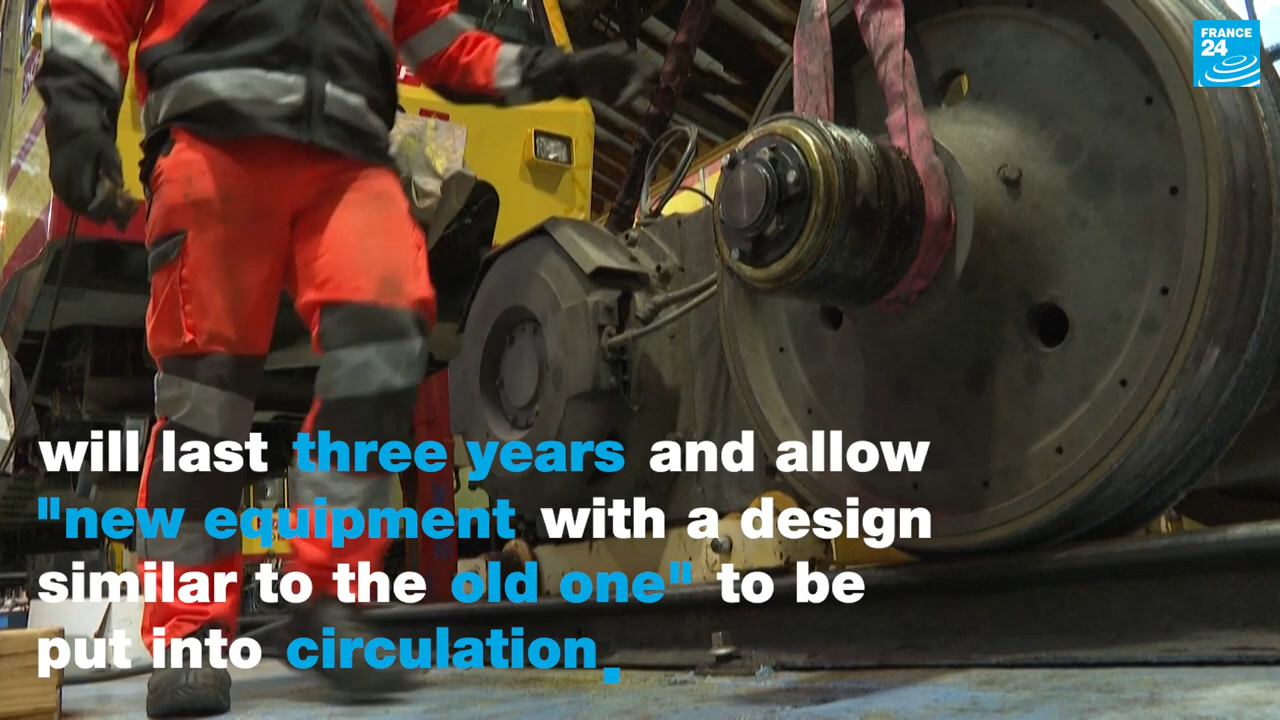 FRANCE
24
will last three years and allow
"new equipment with a design
similar to the old one" to be
put into circulation.